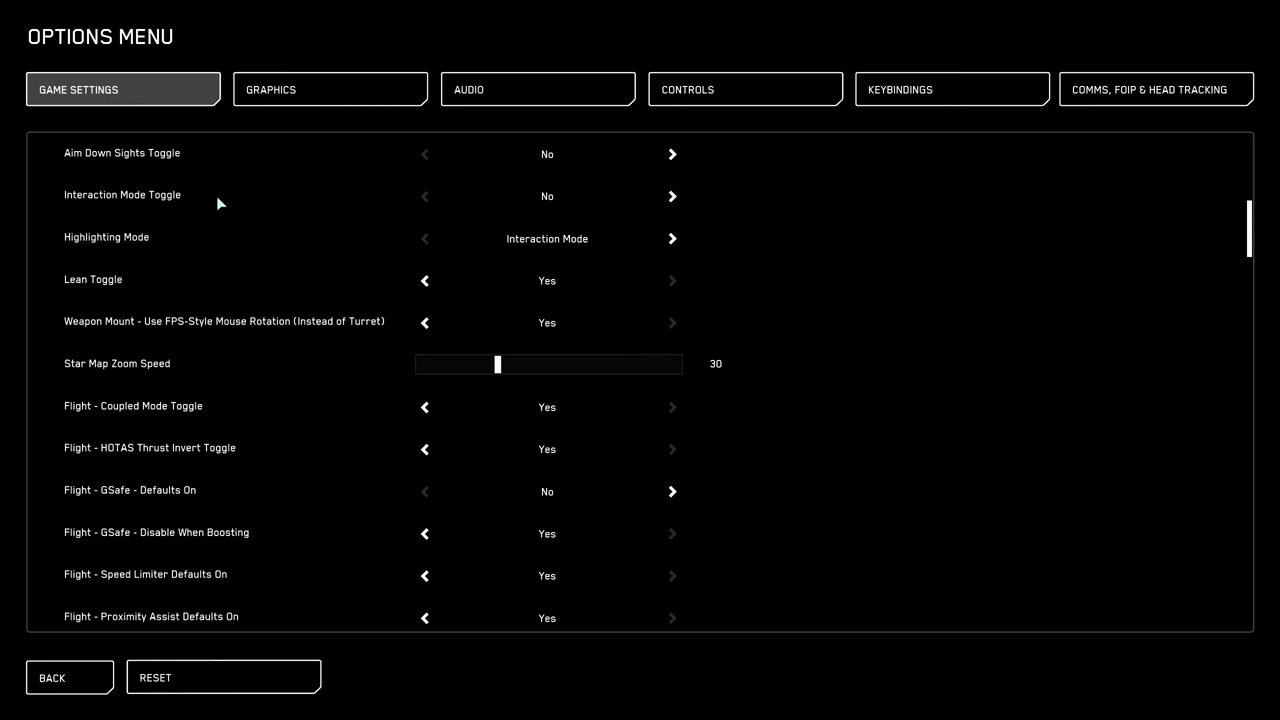 OPTIONS MENU
GAME SETTINGS
GRAPHICS
AUDIO
CONTROLS
KEYBINDINGS
COMMS, FOIP & HEAD TRACKING
Aim Down Sights Toggle No
Interaction Mode Toggle No
Highlighting Mode Interaction Mode
Lean Toggle Yes
Weapon Mount - Use FPS-Style Mouse Rotation (Instead of Turret) Yes
Star Map Zoom Speed 30
Flight - Coupled Mode Toggle Yes
Flight - HOTAS Thrust Invert Toggle Yes
Flight - GSafe - Defaults On No
Flight - GSafe - Disable When Boosting Yes
Flight - Speed Limiter Defaults On Yes
Flight - Proximity Assist Defaults On Yes
BACK
RESET